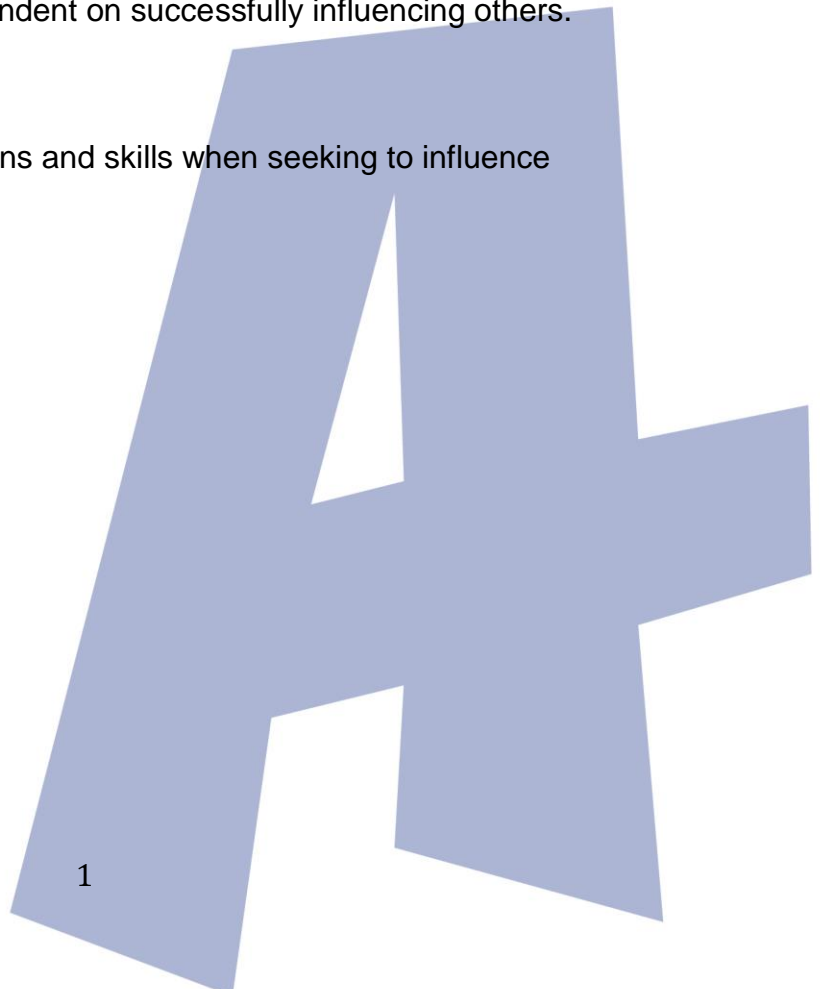 ndent on successfully influencing others.
ns and skills when seeking to influence
A
1